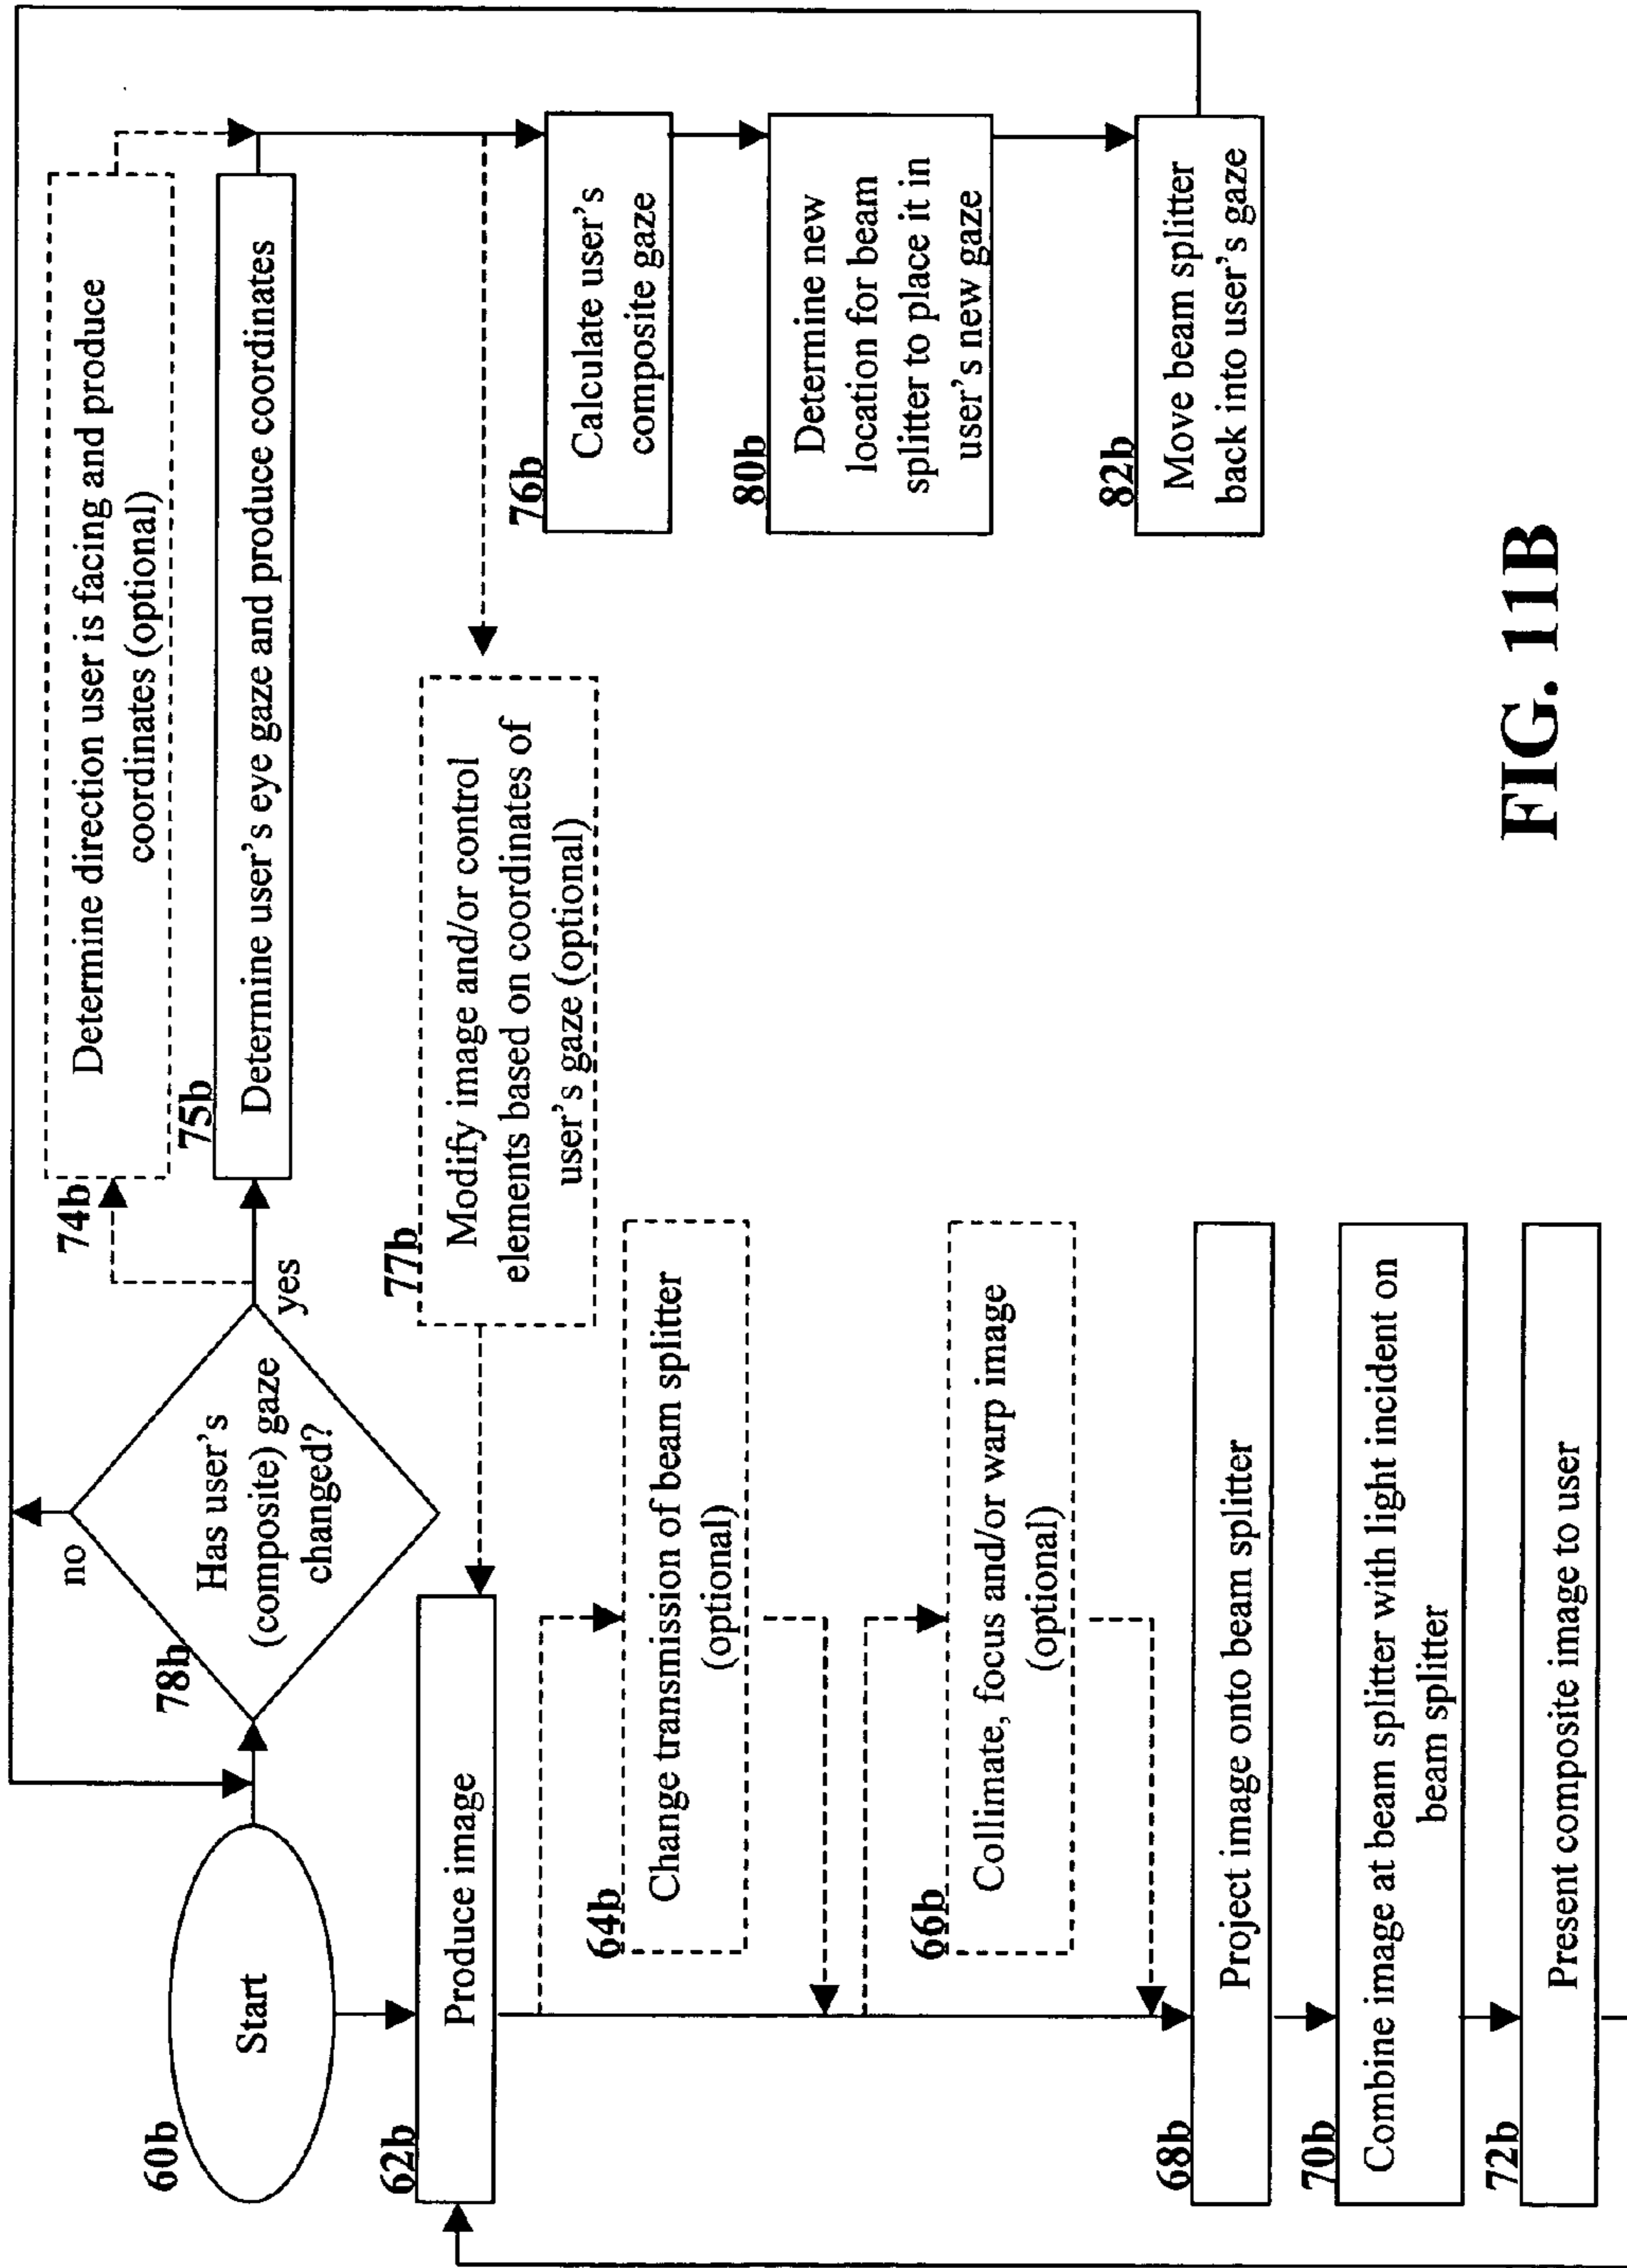 60b
Start
78b
Has user's
(composite) gaze
changed?
no
yes
74b
Determine direction user is facing and produce
coordinates (optional)
75b
Determine user's eye gaze and produce coordinates
62b
Produce image
77b
Modify image and/or control
elements based on coordinates of
user's gaze (optional)
76b
Calculate user's
composite gaze
64b
Change transmission of beam splitter
(optional)
80b
Determine new
location for beam
splitter to place it in
user's new gaze
66b
Collimate, focus and/or warp image
(optional)
82b
Move beam splitter
back into user's gaze
68b
Project image onto beam splitter
70b
Combine image at beam splitter with light incident on
beam splitter
72b
Present composite image to user
FIG. 11B